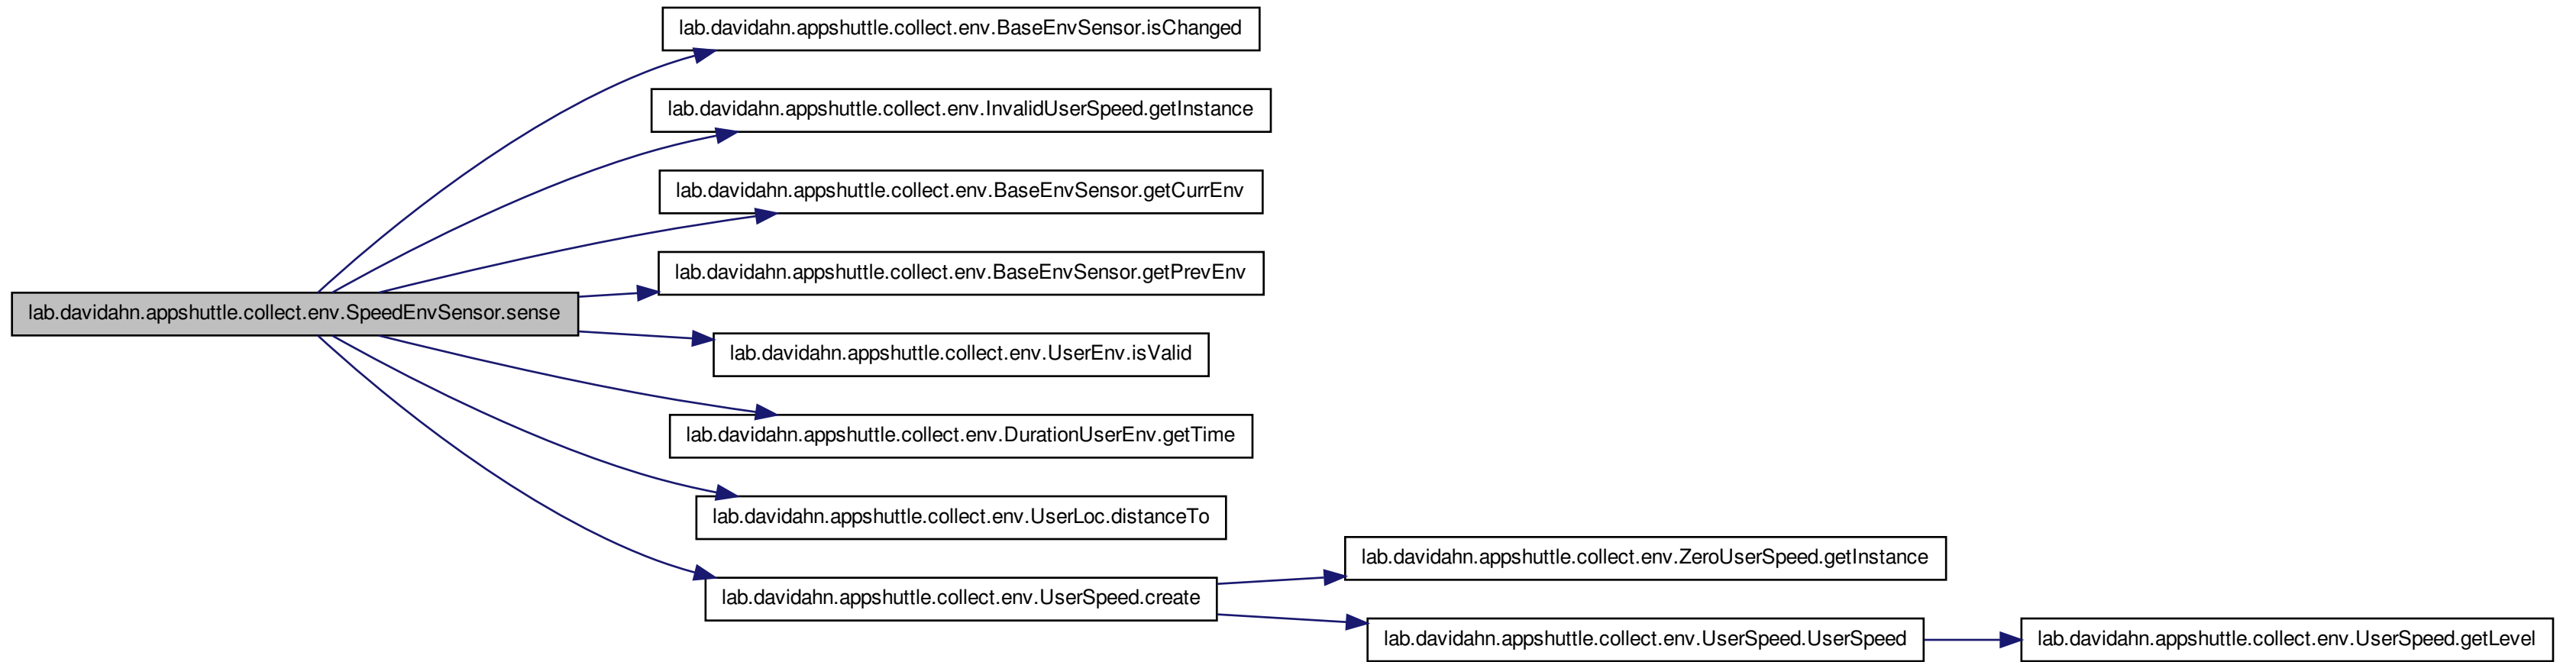 lab.davidahn.appshuttle.collect.env.BaseEnvSensor.isChanged
lab.davidahn.appshuttle.collect.env.InvalidUserSpeed.getInstance
lab.davidahn.appshuttle.collect.env.BaseEnvSensor.getCurrEnv
lab.davidahn.appshuttle.collect.env.BaseEnvSensor.getPrevEnv
lab.davidahn.appshuttle.collect.env.SpeedEnvSensor.sense
lab.davidahn.appshuttle.collect.env.UserEnv.isValid
lab.davidahn.appshuttle.collect.env.DurationUserEnv.getTime
lab.davidahn.appshuttle.collect.env.UserLoc.distanceTo
lab.davidahn.appshuttle.collect.env.ZeroUserSpeed.getInstance
lab.davidahn.appshuttle.collect.env.UserSpeed.create
lab.davidahn.appshuttle.collect.env.UserSpeed.UserSpeed
lab.davidahn.appshuttle.collect.env.UserSpeed.getLevel